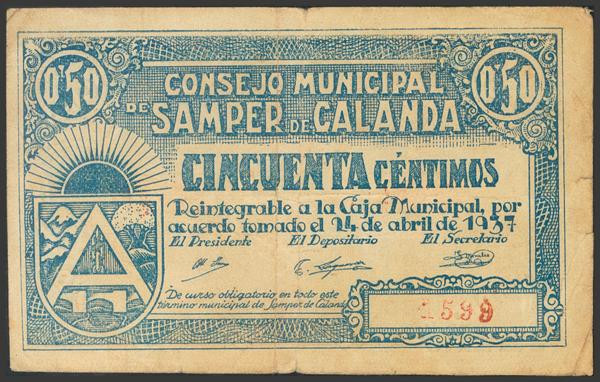 0'50 0'50
CONSEJO MUNICIPAL
DE SAMPER DE CALANDA
CINCUENTA CÉNTIMOS
Reintegrable a la Caja Municipal, por
acuerdo tomado el 24 de abril de 1937
El Presidente El Depositario El Secretario
De curso obligatorio en todo este
término municipal de Samper de Calanda
A
1599